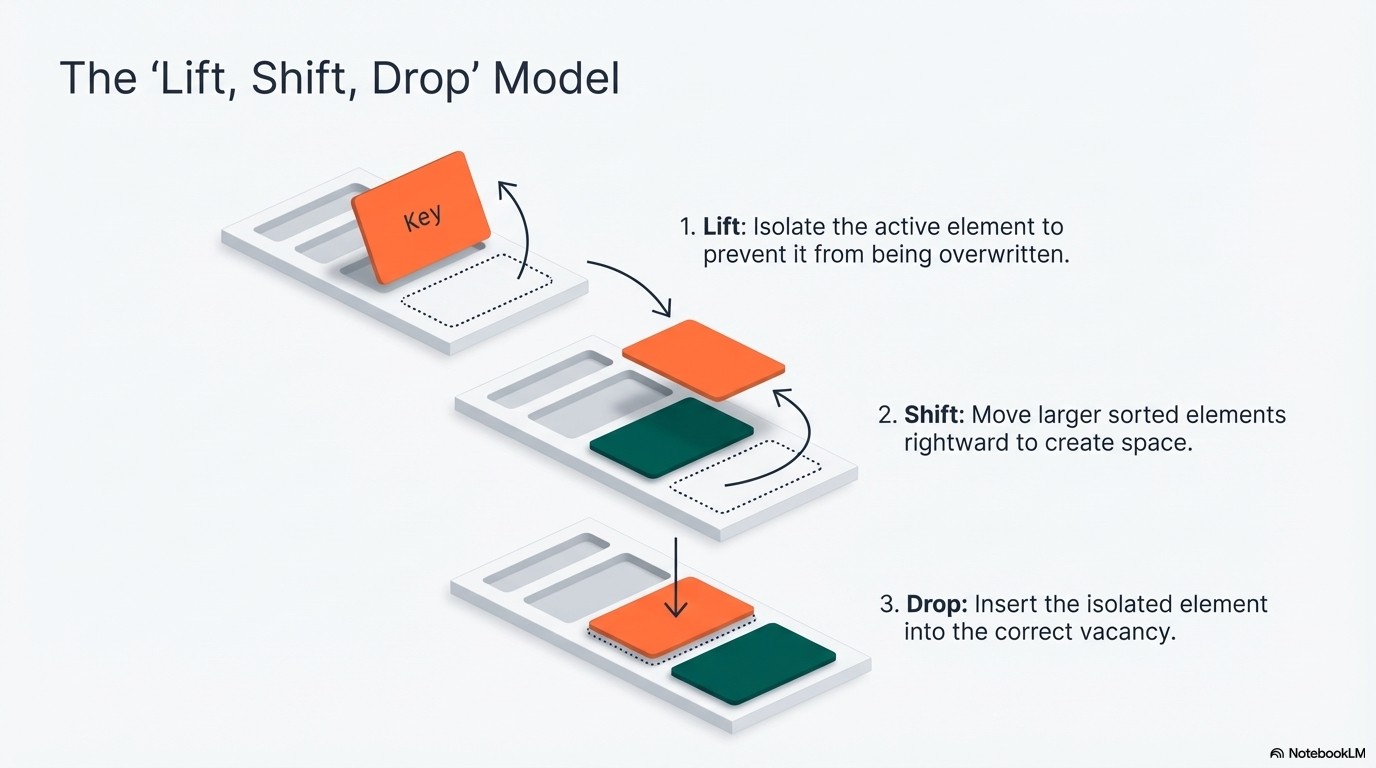 The ‘Lift, Shift, Drop’ Model
Key
1. Lift: Isolate the active element to
prevent it from being overwritten.
2. Shift: Move larger sorted elements
rightward to create space.
3. Drop: Insert the isolated element
into the correct vacancy.
NotebookLM